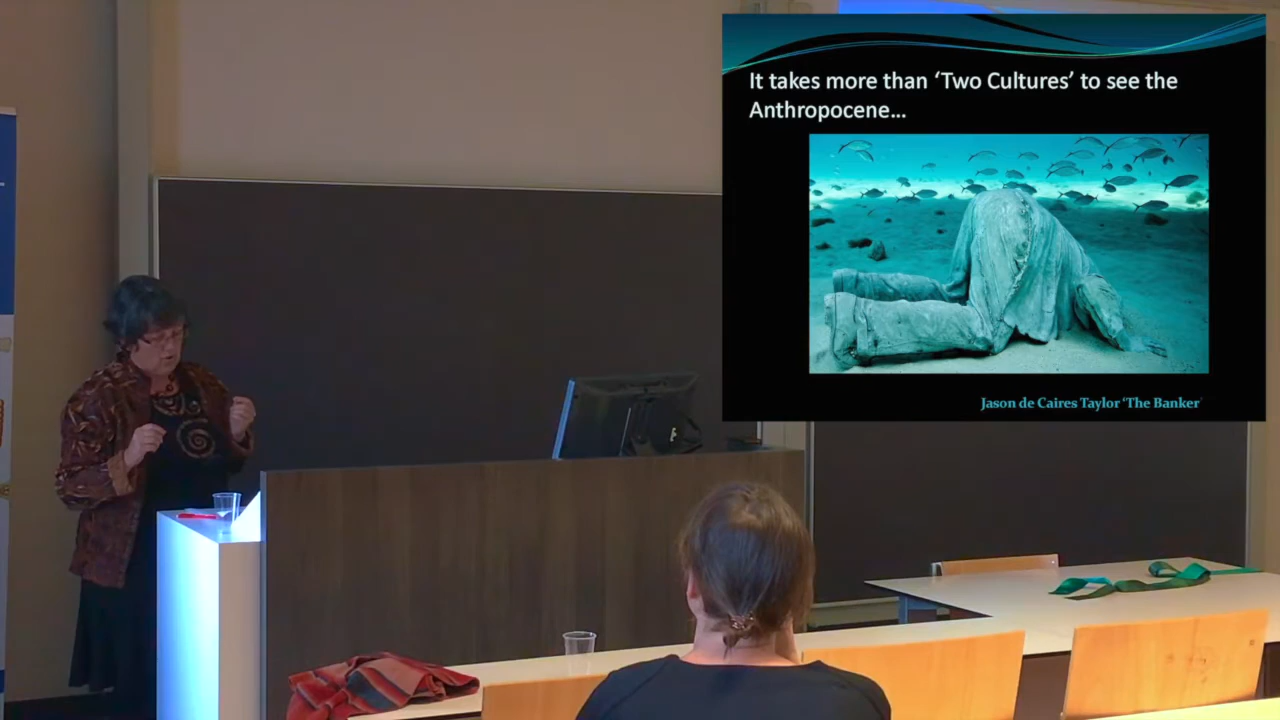 It takes more than ‘Two Cultures’ to see the
Anthropocene…
Jason de Caires Taylor ‘The Banker